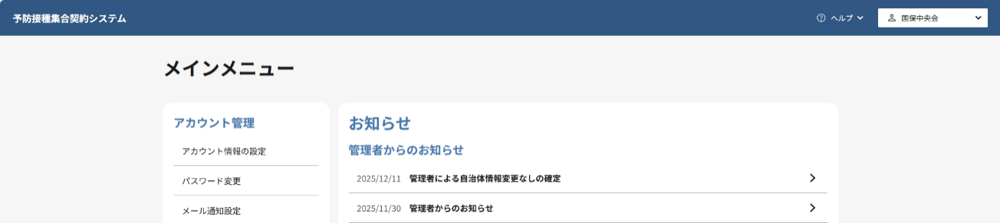 予防接種集合契約システム
ヘルプ
国保中央会
メインメニュー
アカウント管理
アカウント情報の設定
パスワード変更
メール通知設定
お知らせ
管理者からのお知らせ
2025/12/11 管理者による自治体情報変更なしの確定
2025/11/30 管理者からのお知らせ